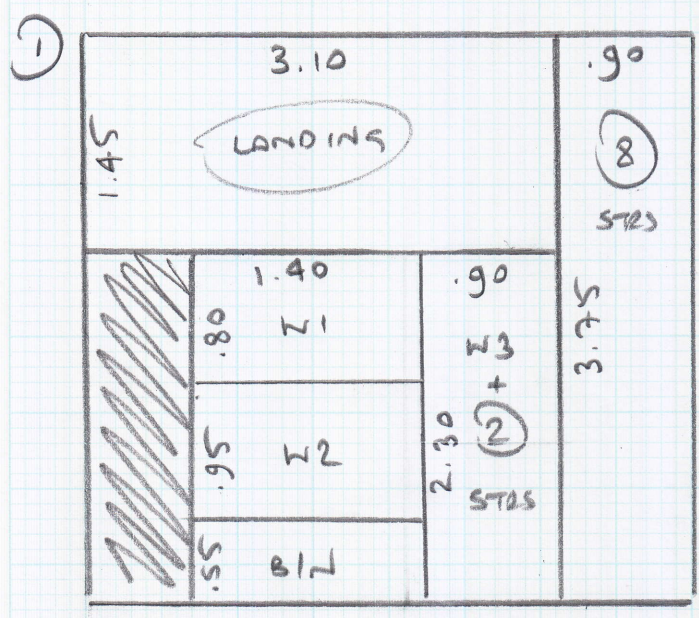 1
3.10
.90
1.45
LANDING
8
STRS
3.75
1.40
.90
.80
W1
W3
+
2
STRS
2.30
.95
W2
.55
BIN